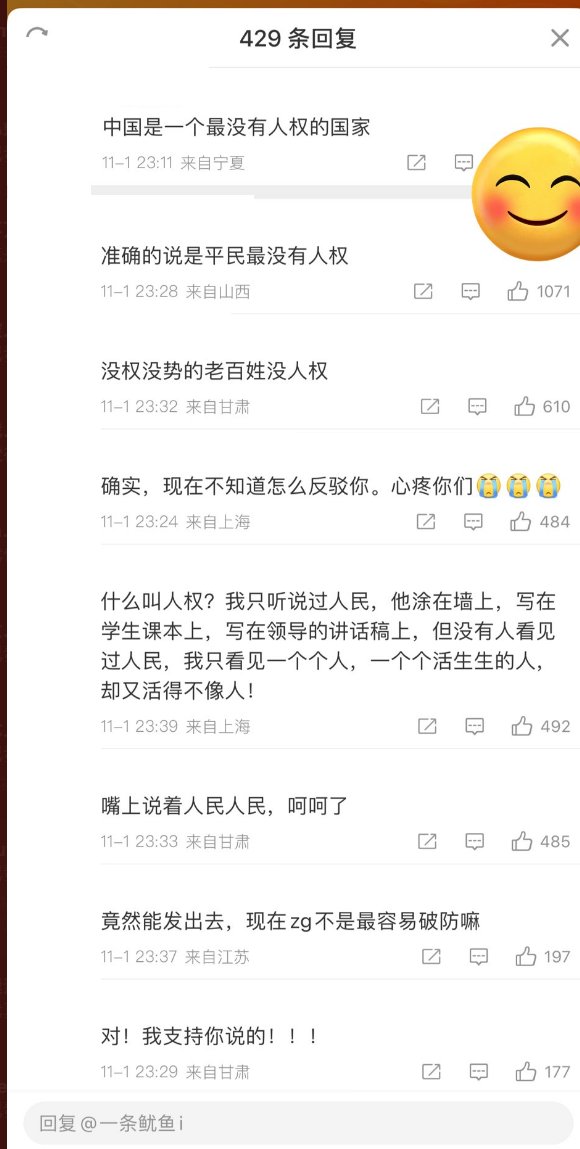 429 条回复
中国是一个最没有人权的国家
11-1 23:11 来自宁夏
准确的说是平民最没有人权
11-1 23:28 来自山西
1071
没权没势的老百姓没人权
11-1 23:32 来自甘肃
610
确实，现在不知道怎么反驳你。心疼你们😭😭😭
11-1 23:24 来自上海
484
什么叫人权？我只听说过人民，他涂在墙上，写在
学生课本上，写在领导的讲话稿上，但没有人看见
过人民，我只看见一个个人，一个个活生生的人，
却又活得不像人！
11-1 23:39 来自上海
492
嘴上说着人民人民，呵呵了
11-1 23:33 来自甘肃
485
竟然能发出去，现在zg不是最容易破防嘛
11-1 23:37 来自江苏
197
对！我支持你说的！！！
11-1 23:29 来自甘肃
177
回复@一条鱿鱼i